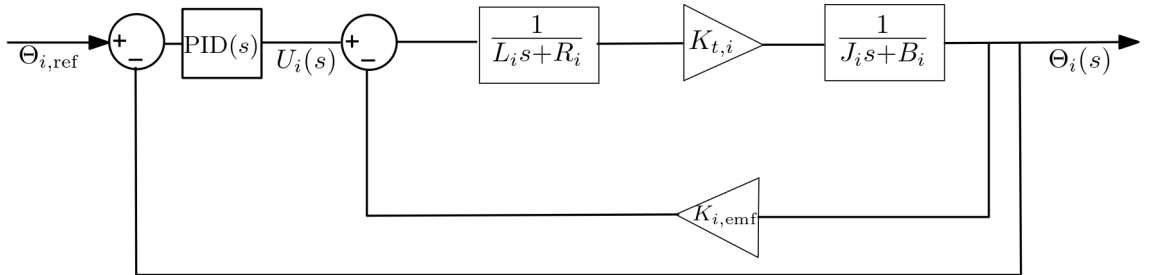 Θ_{i,ref}
+
−
PID(s)
U_i(s)
+
−
1
L_i s+R_i
K_{t,i}
1
J_i s+B_i
Θ_i(s)
K_{i,emf}